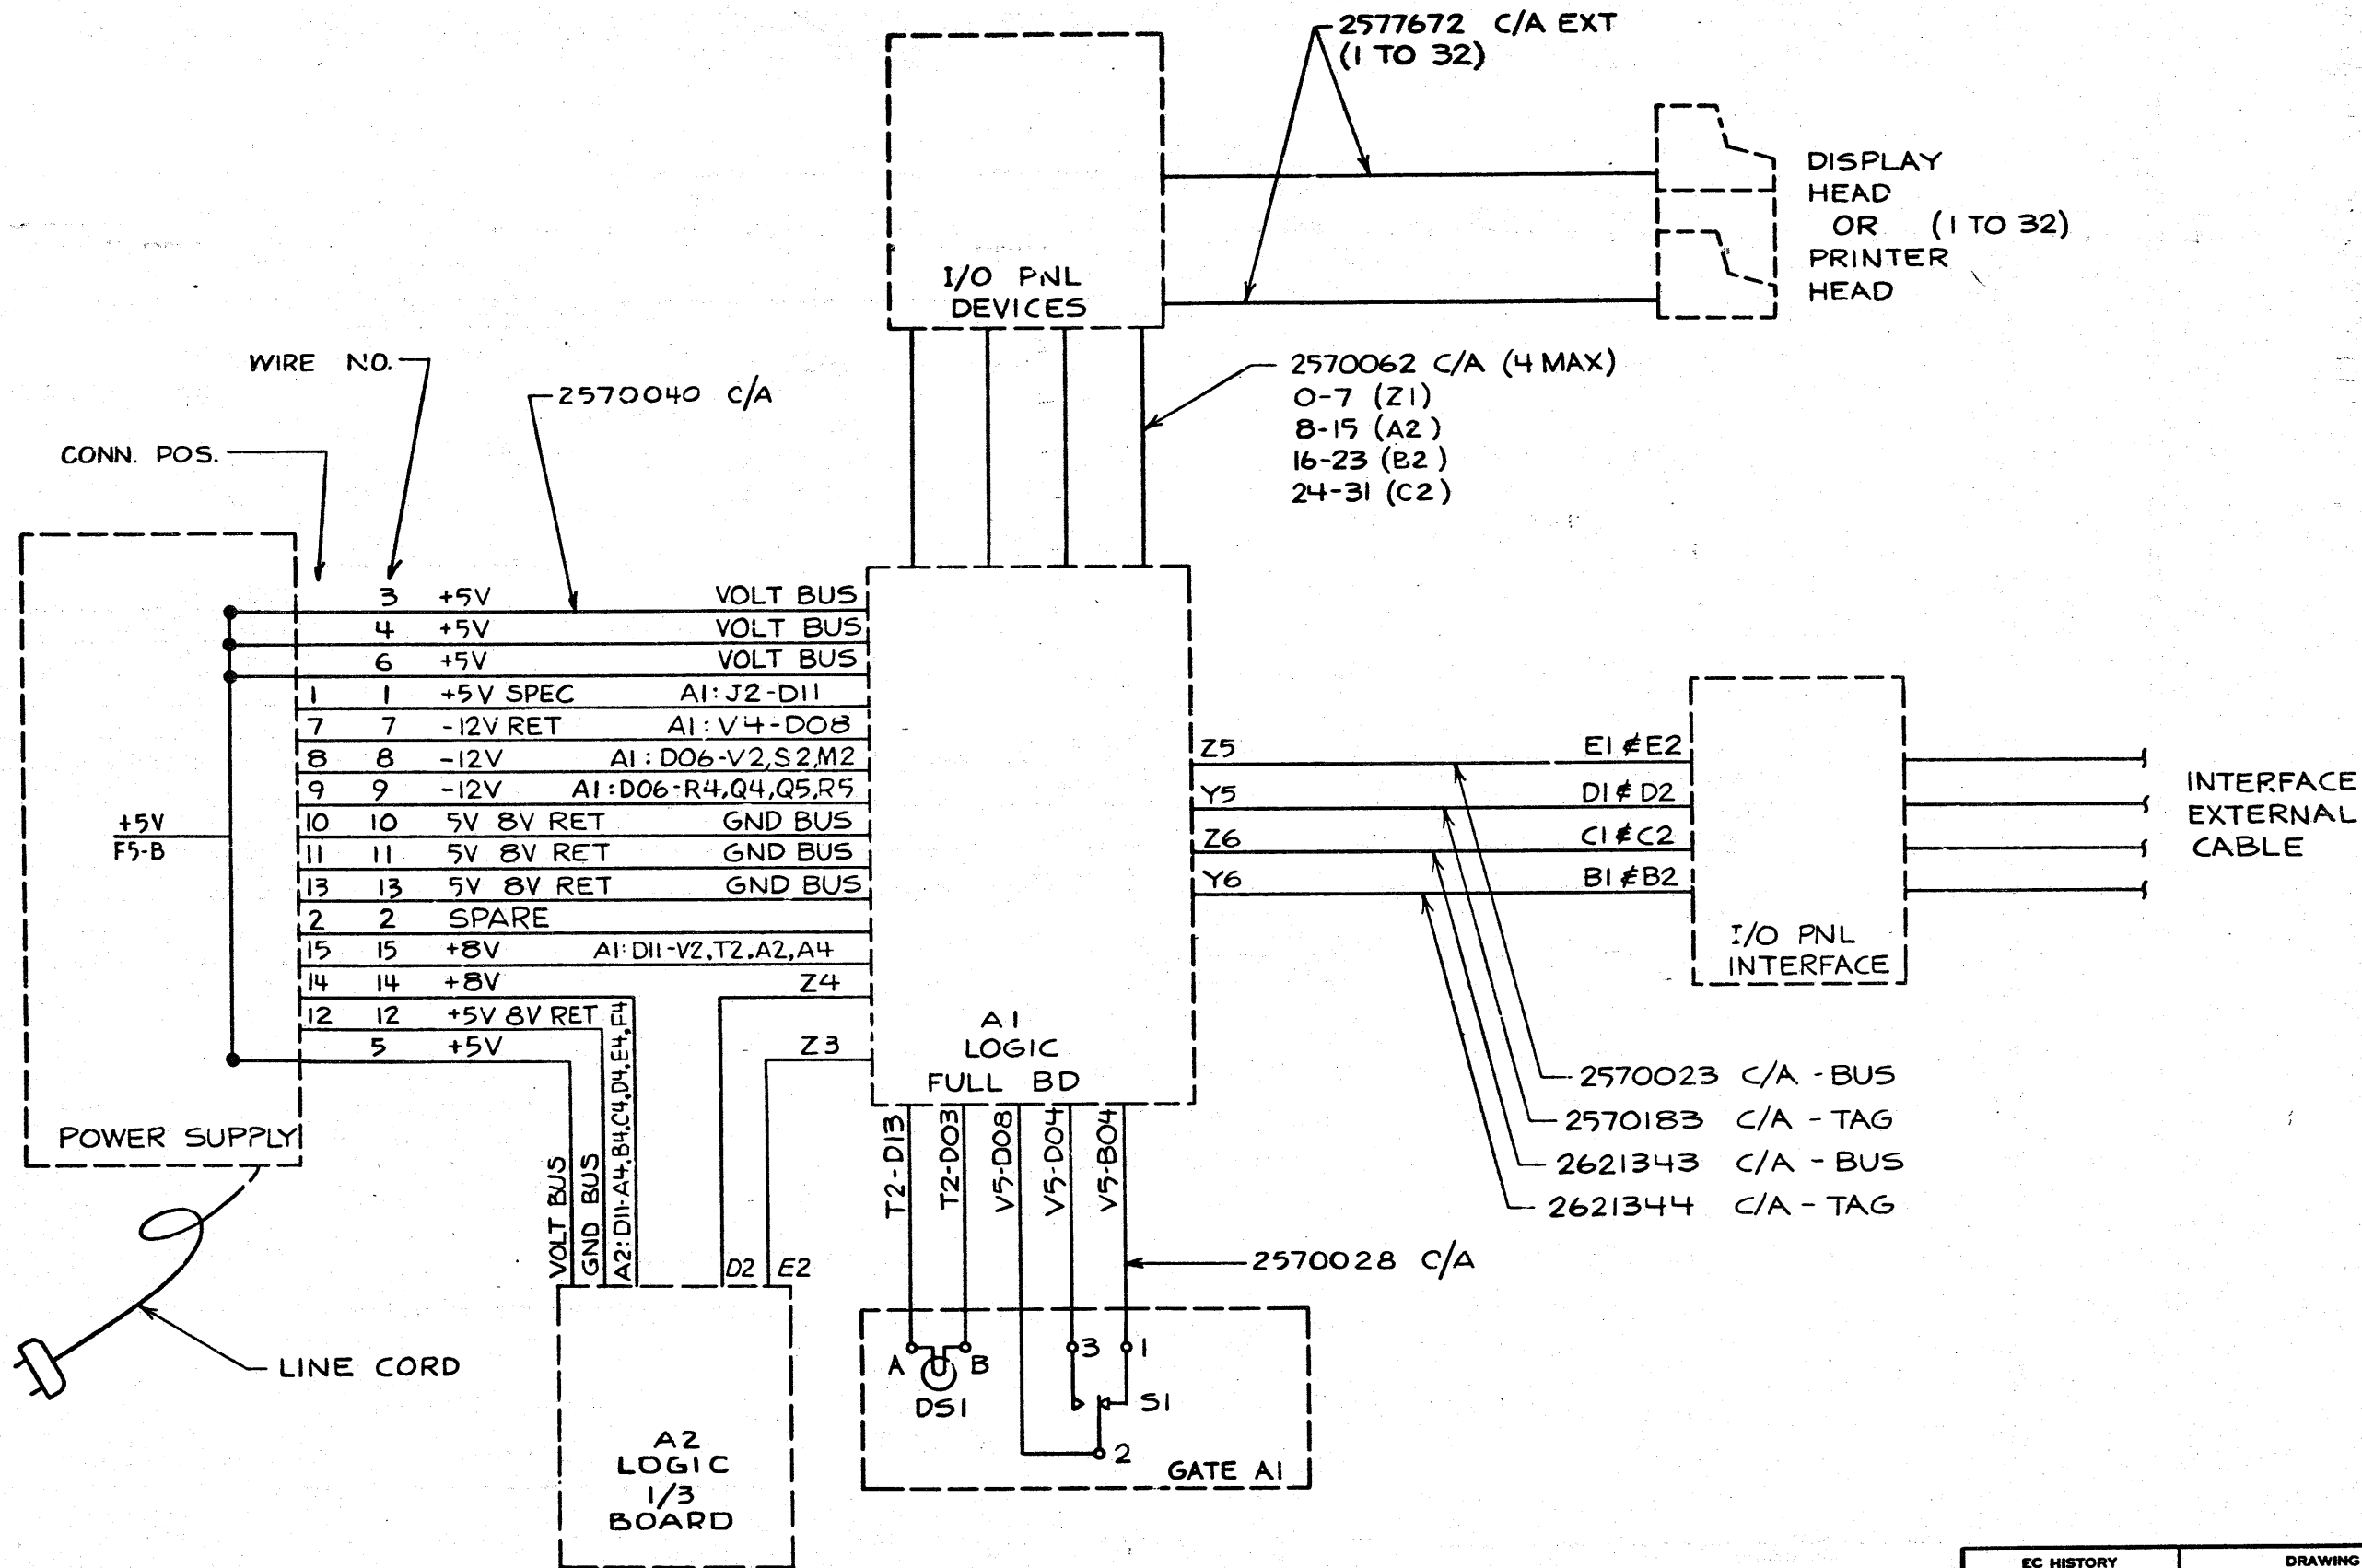 2577672 C/A EXT
(1 TO 32)
DISPLAY
HEAD
OR (1 TO 32)
PRINTER
HEAD
I/O PNL
DEVICES
WIRE NO.
2570040 C/A
CONN. POS.
2570062 C/A (4 MAX)
0-7 (Z1)
8-15 (A2)
16-23 (B2)
24-31 (C2)
3 +5V VOLT BUS
4 +5V VOLT BUS
6 +5V VOLT BUS
1 1 +5V SPEC A1:J2-D11
7 7 -12V RET A1:V4-D08
8 8 -12V A1:D06-V2,S2,M2
9 9 -12V A1:D06-R4,Q4,Q5,R5
10 10 5V 8V RET GND BUS
11 11 5V 8V RET GND BUS
13 13 5V 8V RET GND BUS
2 2 SPARE
15 15 +8V A1:D11-V2,T2.A2,A4
14 14 +8V Z4
12 12 +5V 8V RET
5 +5V Z3
+5V
F5-B
POWER SUPPLY
A1
LOGIC
FULL BD
Z5 E1 & E2
Y5 D1 & D2
Z6 C1 & C2
Y6 B1 & B2
I/O PNL
INTERFACE
INTERFACE
EXTERNAL
CABLE
2570023 C/A - BUS
2570183 C/A - TAG
2621343 C/A - BUS
2621344 C/A - TAG
VOLT BUS
GND BUS
A2:D11-A4,B4,C4,D4,E4,F4
D2 E2
T2-D13
T2-D03
V5-D08
V5-D04
V5-B04
2570028 C/A
LINE CORD
A B
DS1
3 1
S1
2
GATE A1
A2
LOGIC
1/3
BOARD
EC HISTORY DRAWING